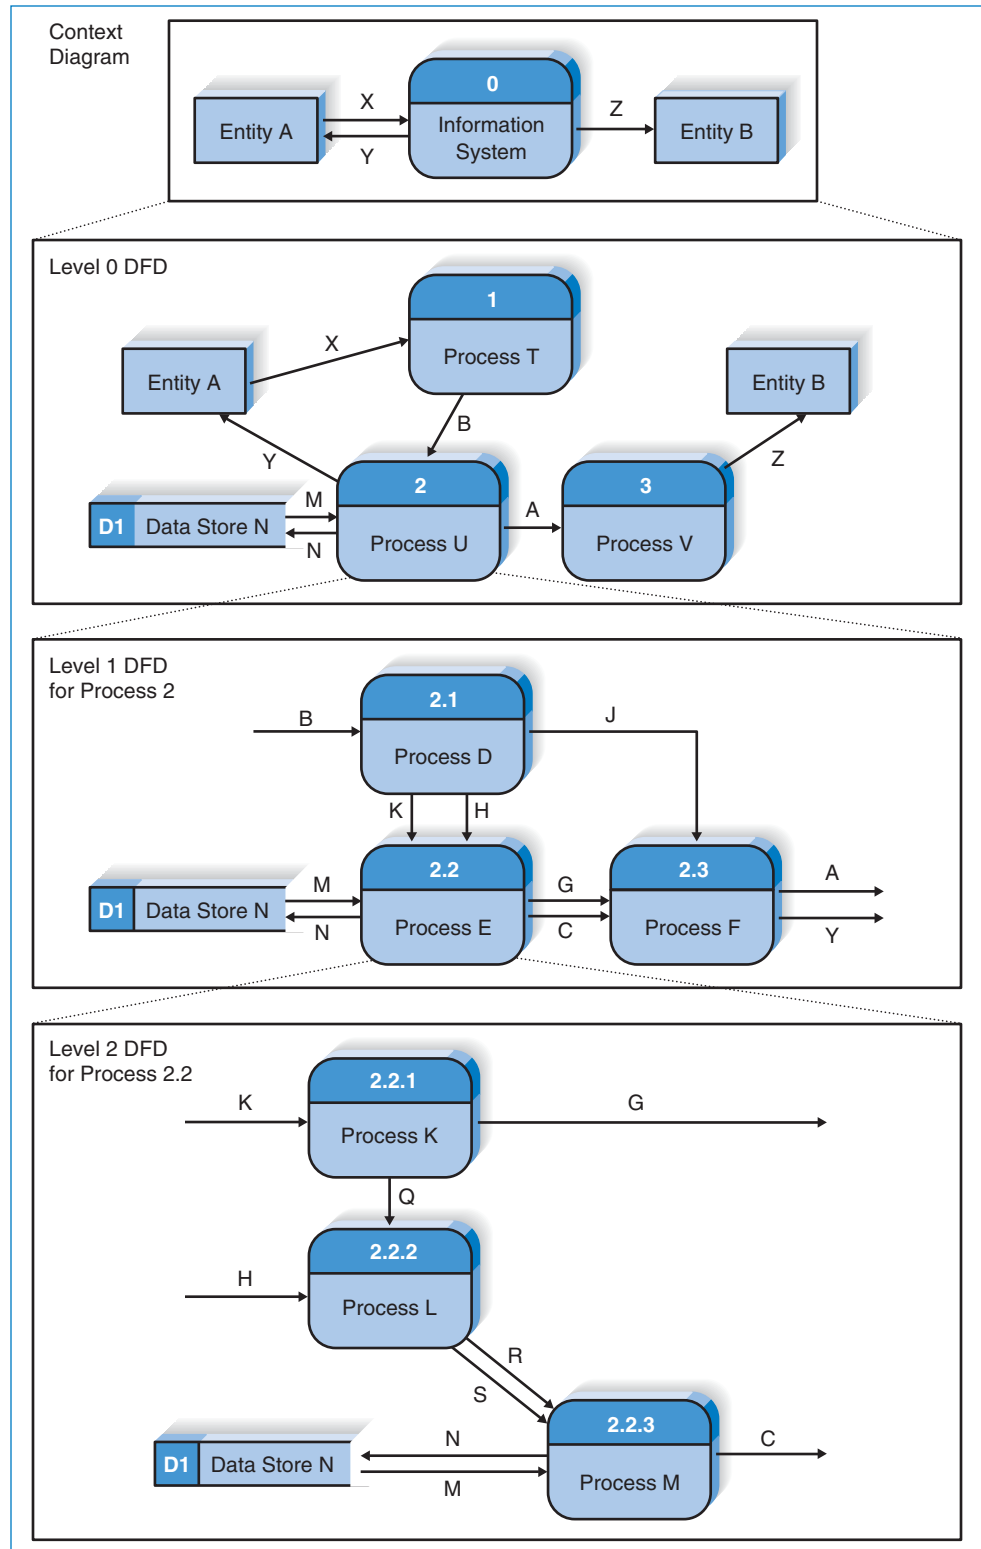 Context
Diagram
0
X
Entity A
Information
System
Z
Entity B
Y
Level 0 DFD
1
X
Process T
Entity A
Entity B
B
Y
Z
2
3
M
A
D1 Data Store N
N
Process U
Process V
Level 1 DFD
for Process 2
2.1
B
J
Process D
K
H
2.2
2.3
M
G
A
D1 Data Store N
Process E
Process F
N
C
Y
Level 2 DFD
for Process 2.2
2.2.1
K
G
Process K
Q
2.2.2
H
Process L
R
S
2.2.3
N
C
D1 Data Store N
M
Process M